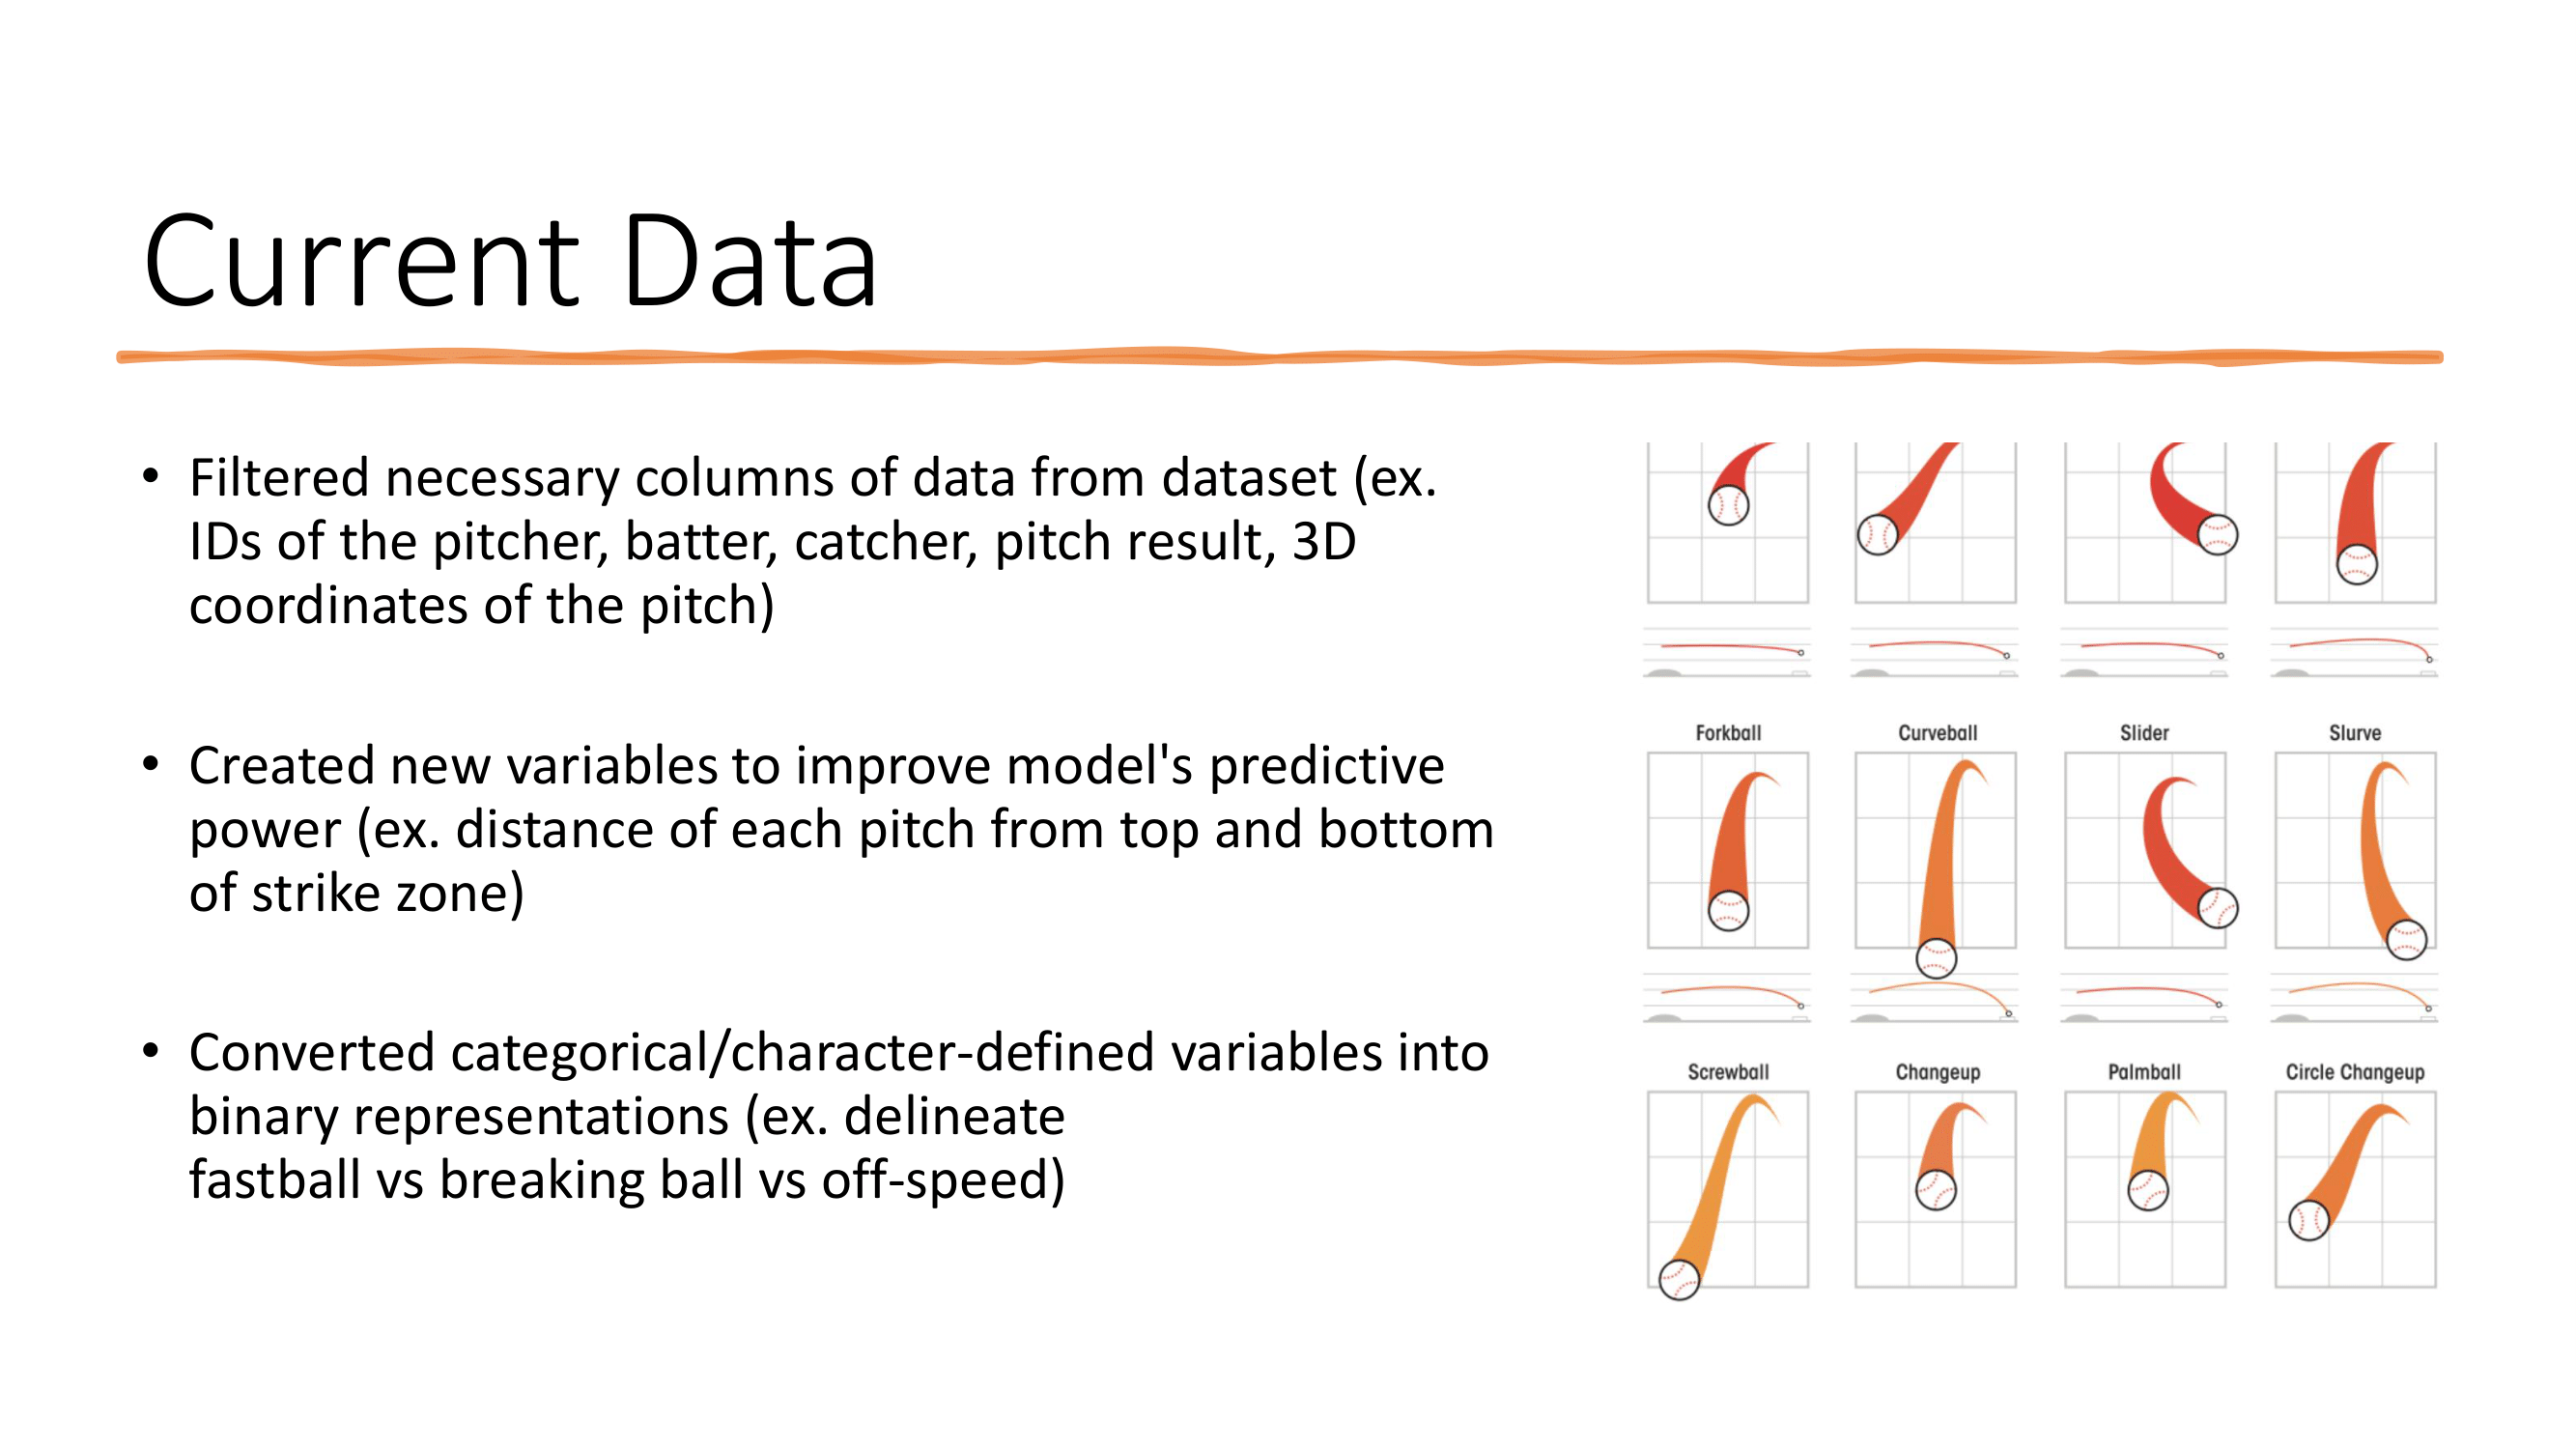 Current Data
• Filtered necessary columns of data from dataset (ex.
IDs of the pitcher, batter, catcher, pitch result, 3D
coordinates of the pitch)
• Created new variables to improve model's predictive
power (ex. distance of each pitch from top and bottom
of strike zone)
• Converted categorical/character-defined variables into
binary representations (ex. delineate
fastball vs breaking ball vs off-speed)
Forkball Curveball Slider Slurve
Screwball Changeup Palmball Circle Changeup